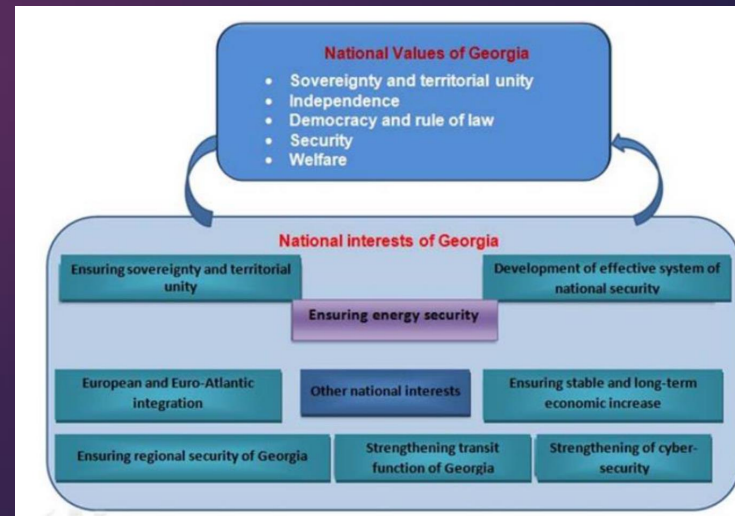 National Values of Georgia
• Sovereignty and territorial unity
• Independence
• Democracy and rule of law
• Security
• Welfare
National interests of Georgia
Ensuring sovereignty and territorial
unity
Development of effective system of
national security
Ensuring energy security
European and Euro-Atlantic
integration
Other national interests
Ensuring stable and long-term
economic increase
Ensuring regional security of Georgia
Strengthening transit
function of Georgia
Strengthening of cyber-
security